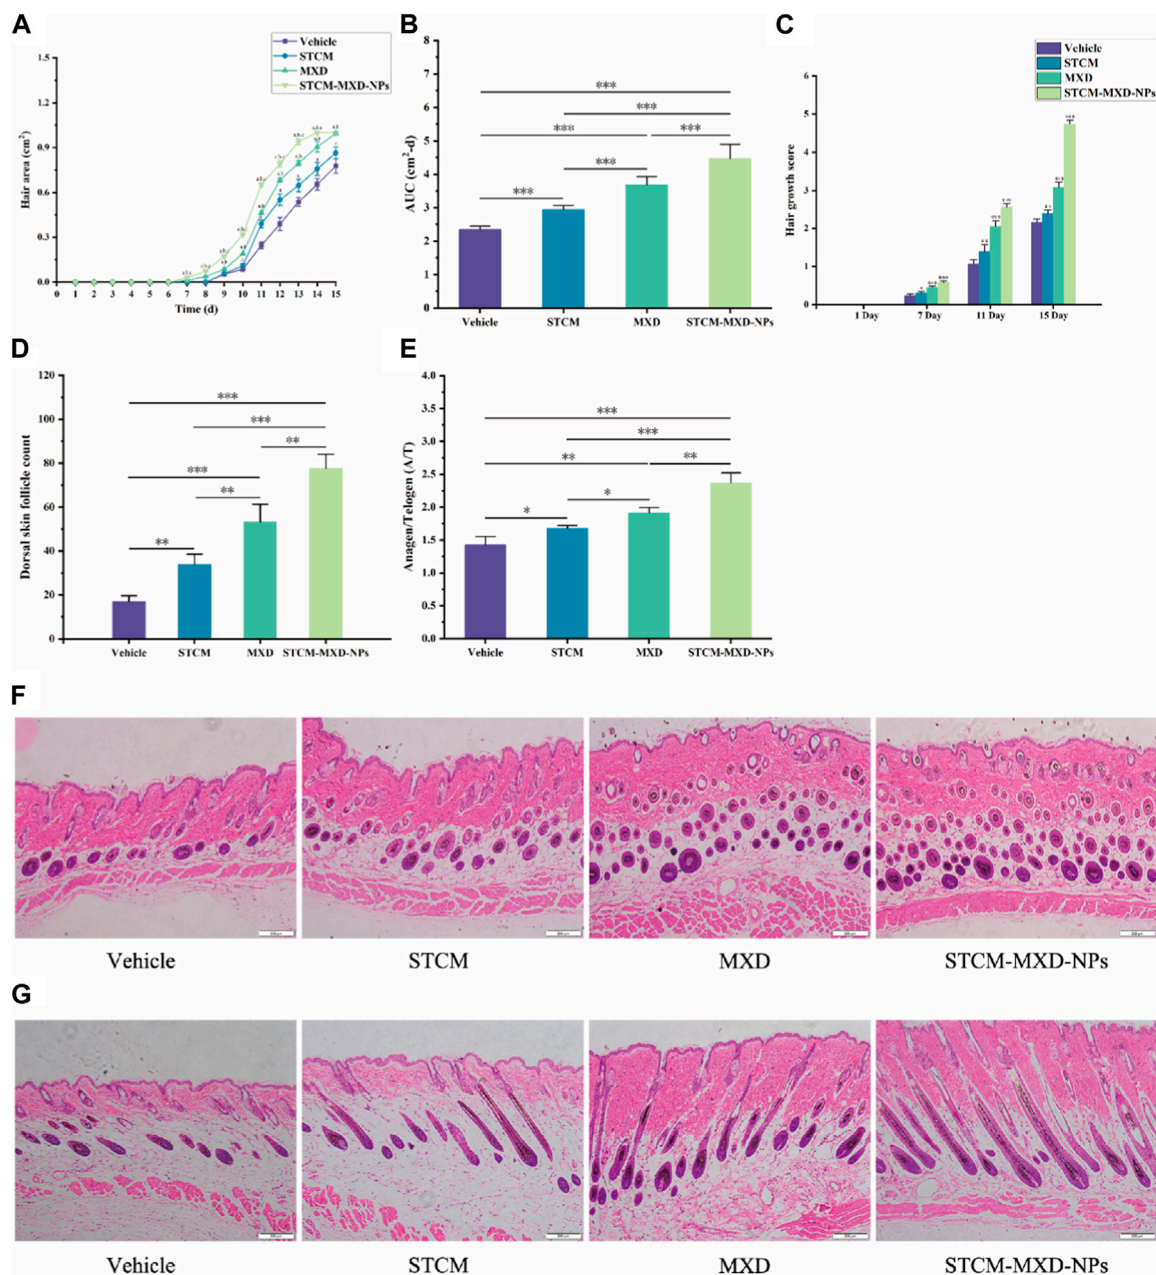 A
Vehicle
STCM
MXD
STCM-MXD-NPs
Hair area (cm²)
1.5
1.2
0.9
0.6
0.3
0.0
0 1 2 3 4 5 6 7 8 9 10 11 12 13 14 15
Time (d)
B
AUC (cm²-d)
8
7
6
5
4
3
2
1
0
***
***
*** ***
***
***
Vehicle STCM MXD STCM-MXD-NPs
C
Vehicle
STCM
MXD
STCM-MXD-NPs
Hair growth score
6
5
4
3
2
1
0
1 Day 7 Day 11 Day 15 Day
D
Dorsal skin follicle count
120
100
80
60
40
20
0
***
***
**
***
**
**
Vehicle STCM MXD STCM-MXD-NPs
E
Anagen/Telogen (A/T)
4.0
3.5
3.0
2.5
2.0
1.5
1.0
0.5
0.0
***
***
** **
*
*
Vehicle STCM MXD STCM-MXD-NPs
F
Vehicle STCM MXD STCM-MXD-NPs
G
Vehicle STCM MXD STCM-MXD-NPs